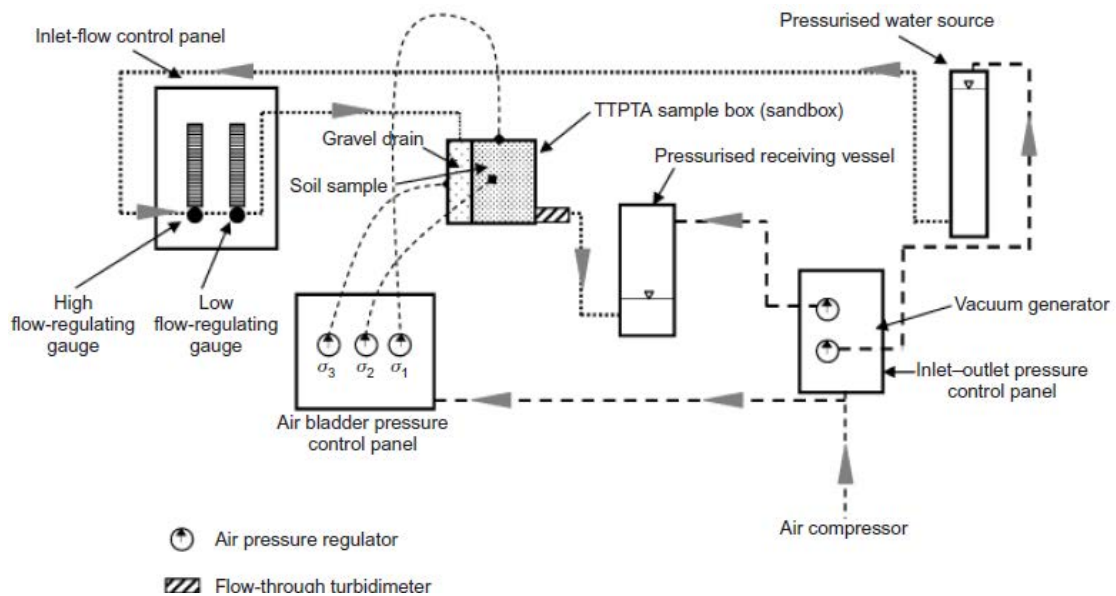 Pressurised water source
Inlet-flow control panel
TTPTA sample box (sandbox)
Gravel drain
Pressurised receiving vessel
Soil sample
High
flow-regulating
gauge
Low
flow-regulating
gauge
Vacuum generator
σ3 σ2 σ1
Inlet–outlet pressure
control panel
Air bladder pressure
control panel
Air compressor
Air pressure regulator
Flow-through turbidimeter